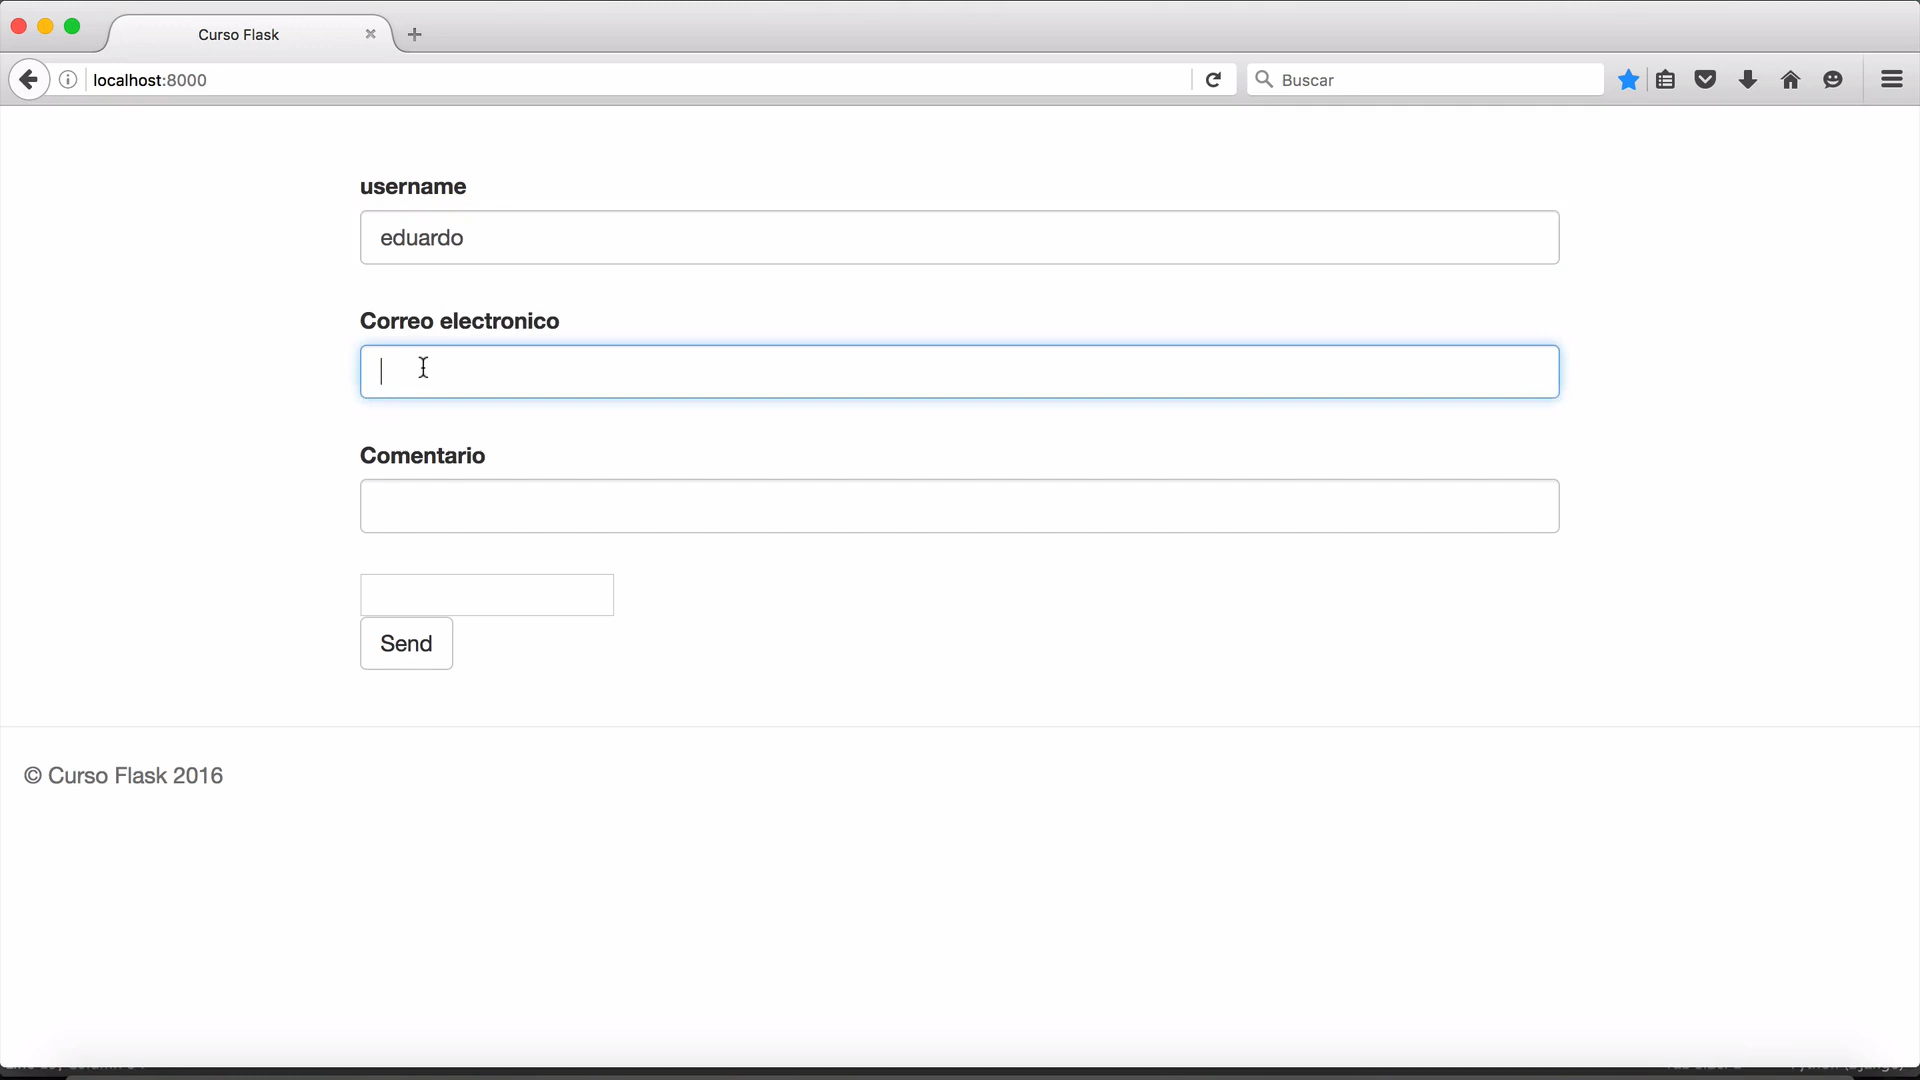 Curso Flask
localhost:8000
Buscar
username
eduardo
Correo electronico
Comentario
Send
© Curso Flask 2016